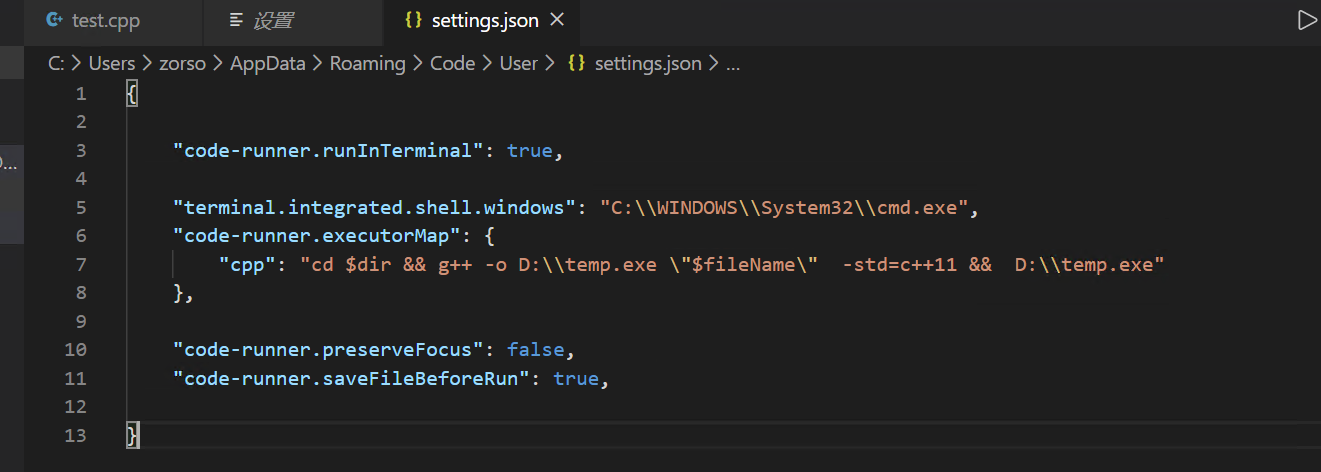 test.cpp 设置 {} settings.json ×
C: > Users > zorso > AppData > Roaming > Code > User > {} settings.json > ...
1 {
2
3 "code-runner.runInTerminal": true,
4
5 "terminal.integrated.shell.windows": "C:\\WINDOWS\\System32\\cmd.exe",
6 "code-runner.executorMap": {
7 "cpp": "cd $dir && g++ -o D:\\temp.exe \"$fileName\"  -std=c++11 &&  D:\\temp.exe"
8 },
9
10 "code-runner.preserveFocus": false,
11 "code-runner.saveFileBeforeRun": true,
12
13 }